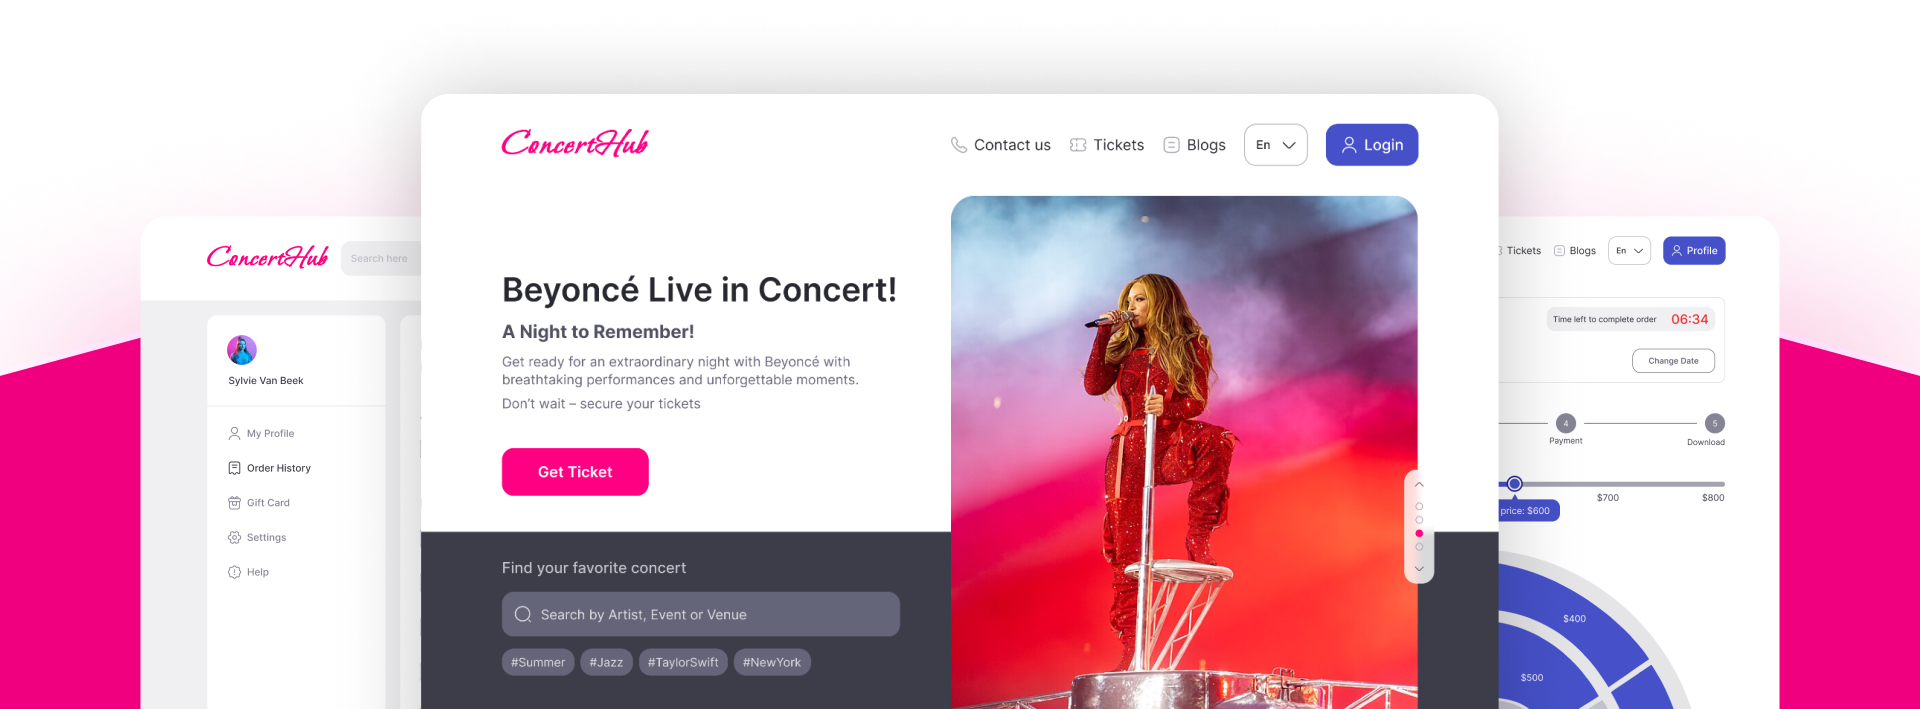 ConcertHub
Search here
Sylvie Van Beek
My Profile
Order History
Gift Card
Settings
Help
ConcertHub
Contact us
Tickets
Blogs
En
Login
Beyoncé Live in Concert!
A Night to Remember!
Get ready for an extraordinary night with Beyoncé with
breathtaking performances and unforgettable moments.
Don't wait – secure your tickets
Get Ticket
Find your favorite concert
Search by Artist, Event or Venue
#Summer #Jazz #TaylorSwift #NewYork
Tickets
Blogs
En
Profile
Time left to complete order 06:34
Change Date
4
Payment
5
Download
$700
$800
price: $600
$400
$500